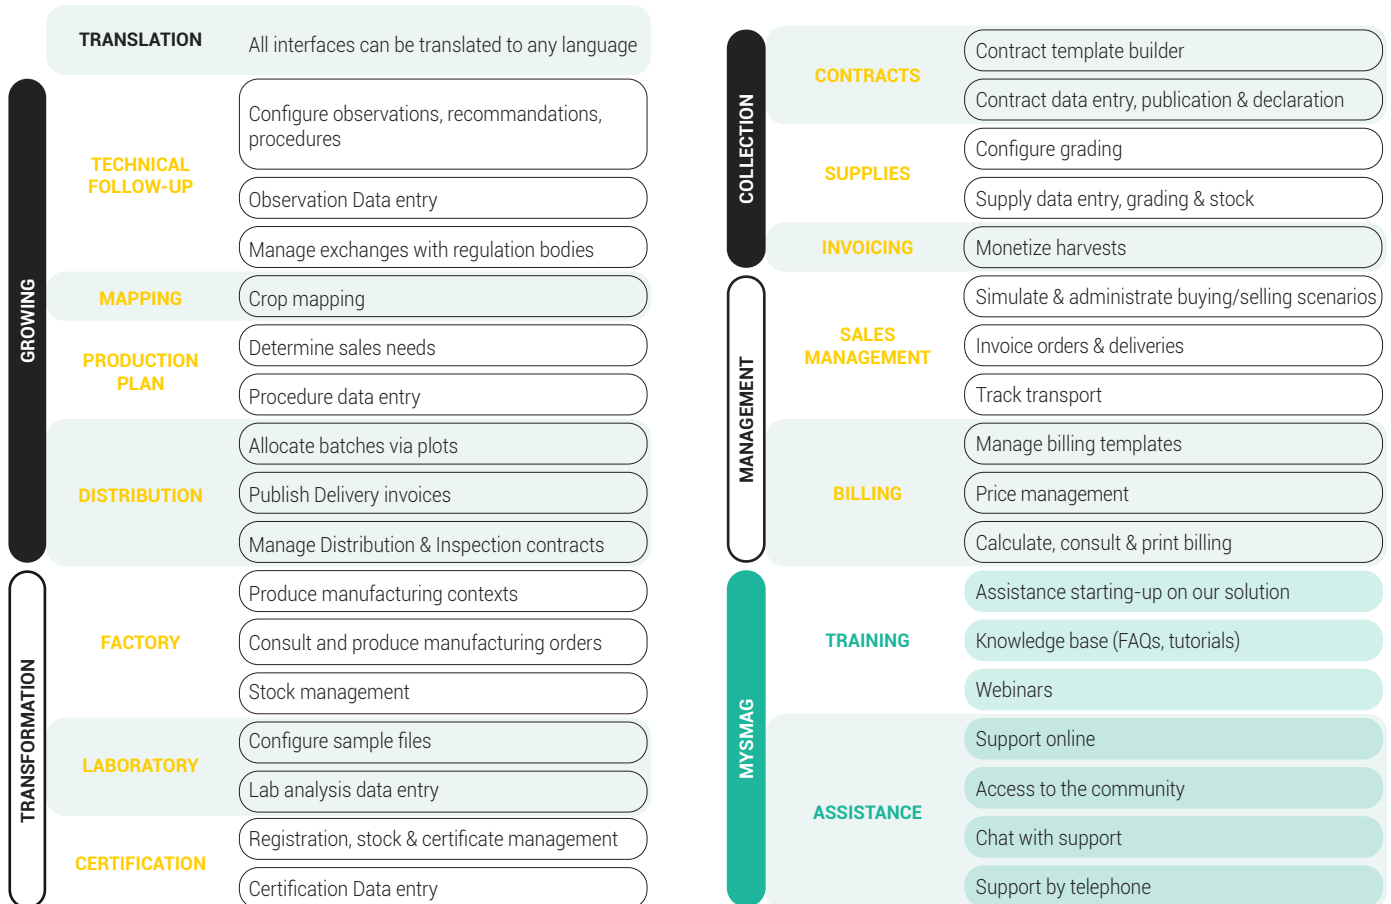 TRANSLATION
All interfaces can be translated to any language
GROWING
TECHNICAL
FOLLOW-UP
Configure observations, recommandations,
procedures
Observation Data entry
Manage exchanges with regulation bodies
MAPPING
Crop mapping
PRODUCTION
PLAN
Determine sales needs
Procedure data entry
DISTRIBUTION
Allocate batches via plots
Publish Delivery invoices
Manage Distribution & Inspection contracts
TRANSFORMATION
FACTORY
Produce manufacturing contexts
Consult and produce manufacturing orders
Stock management
LABORATORY
Configure sample files
Lab analysis data entry
CERTIFICATION
Registration, stock & certificate management
Certification Data entry
COLLECTION
CONTRACTS
Contract template builder
Contract data entry, publication & declaration
SUPPLIES
Configure grading
Supply data entry, grading & stock
INVOICING
Monetize harvests
MANAGEMENT
SALES
MANAGEMENT
Simulate & administrate buying/selling scenarios
Invoice orders & deliveries
Track transport
BILLING
Manage billing templates
Price management
Calculate, consult & print billing
MYSMAG
TRAINING
Assistance starting-up on our solution
Knowledge base (FAQs, tutorials)
Webinars
ASSISTANCE
Support online
Access to the community
Chat with support
Support by telephone